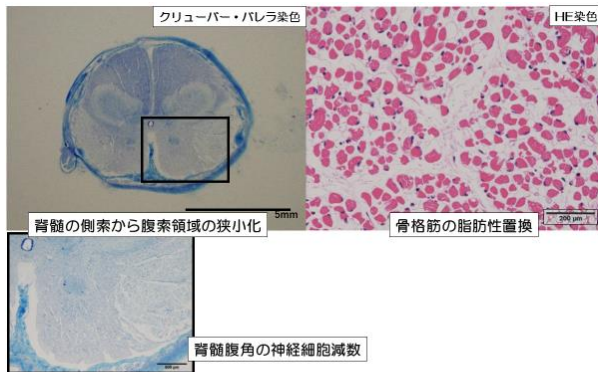 クリューバー・バレラ染色
HE染色
5mm
200 μm
脊髄の側索から腹索領域の狭小化
骨格筋の脂肪性置換
脊髄腹角の神経細胞減数